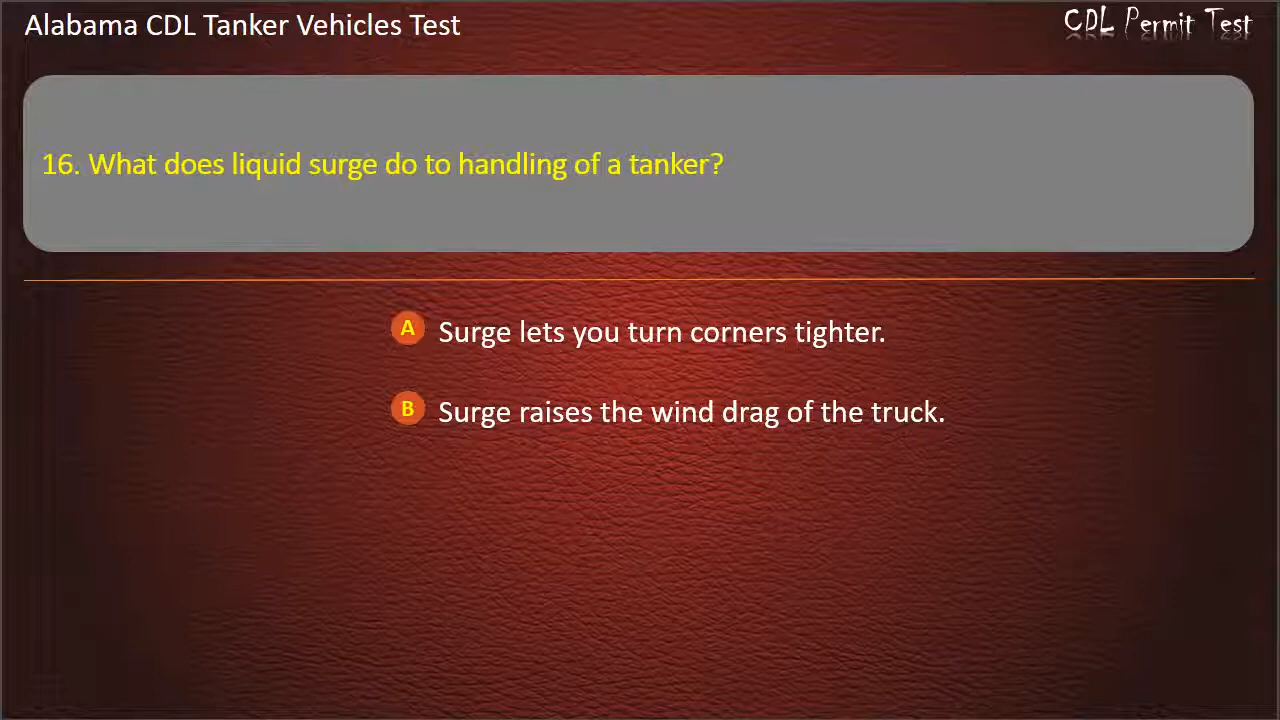 Alabama CDL Tanker Vehicles Test
CDL Permit Test
16. What does liquid surge do to handling of a tanker?
A Surge lets you turn corners tighter.
B Surge raises the wind drag of the truck.